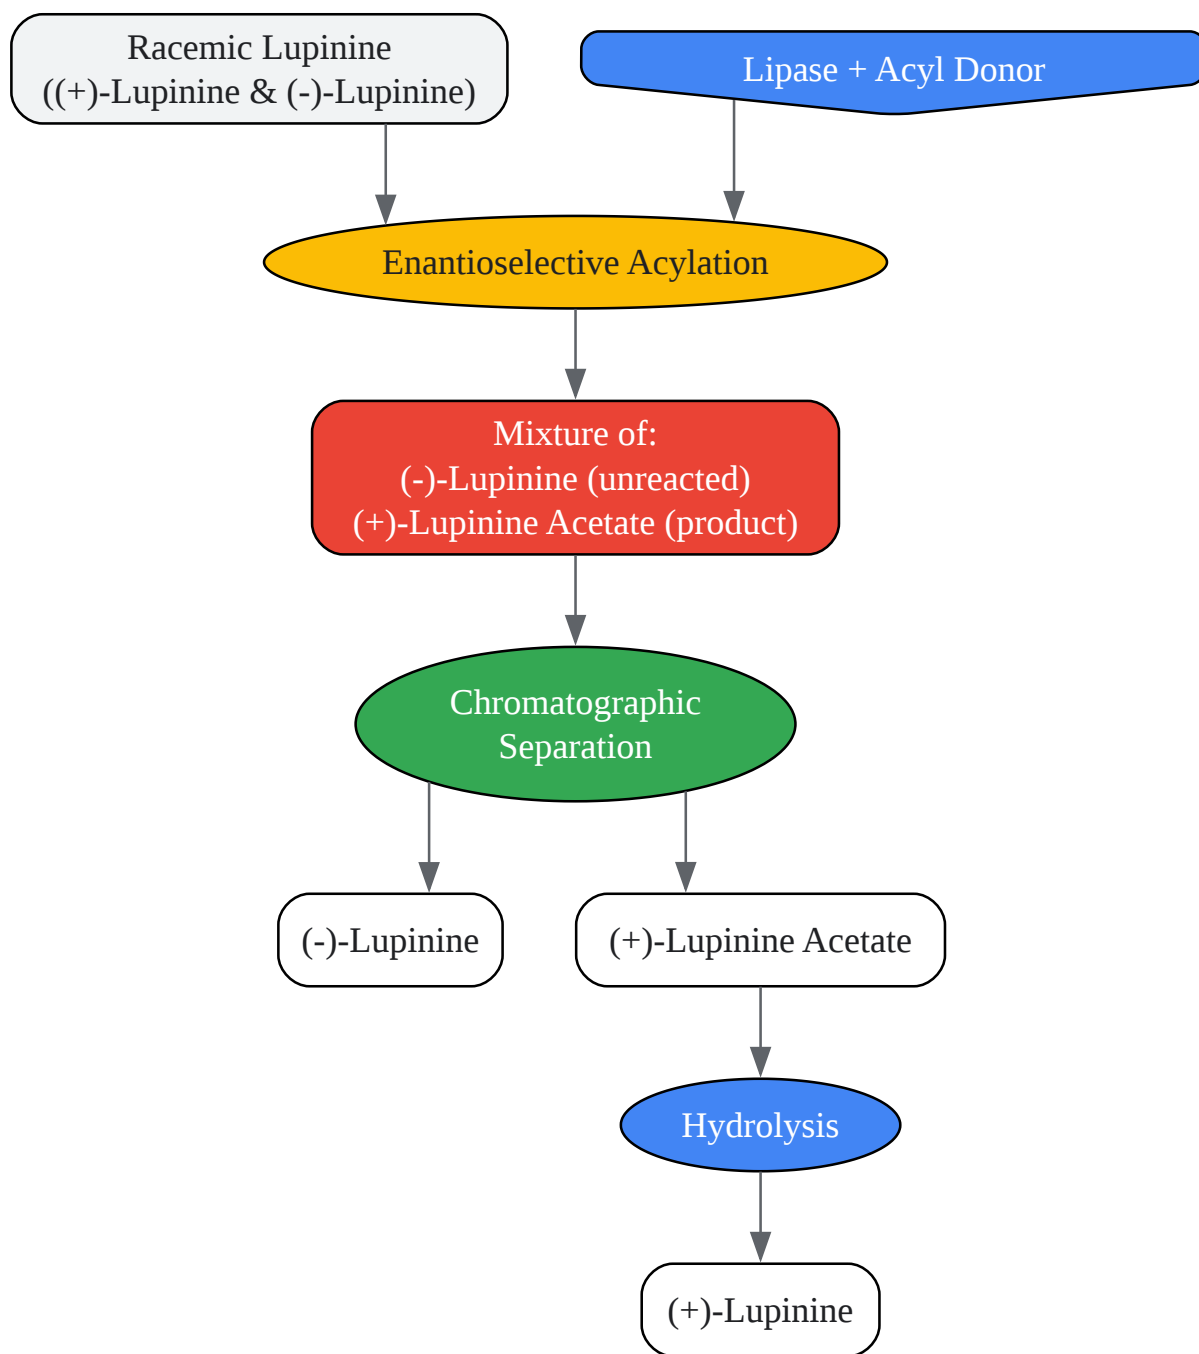 Racemic Lupinine
((+)-Lupinine & (-)-Lupinine)
Lipase + Acyl Donor
Enantioselective Acylation
Mixture of:
(-)-Lupinine (unreacted)
(+)-Lupinine Acetate (product)
Chromatographic
Separation
(-)-Lupinine
(+)-Lupinine Acetate
Hydrolysis
(+)-Lupinine